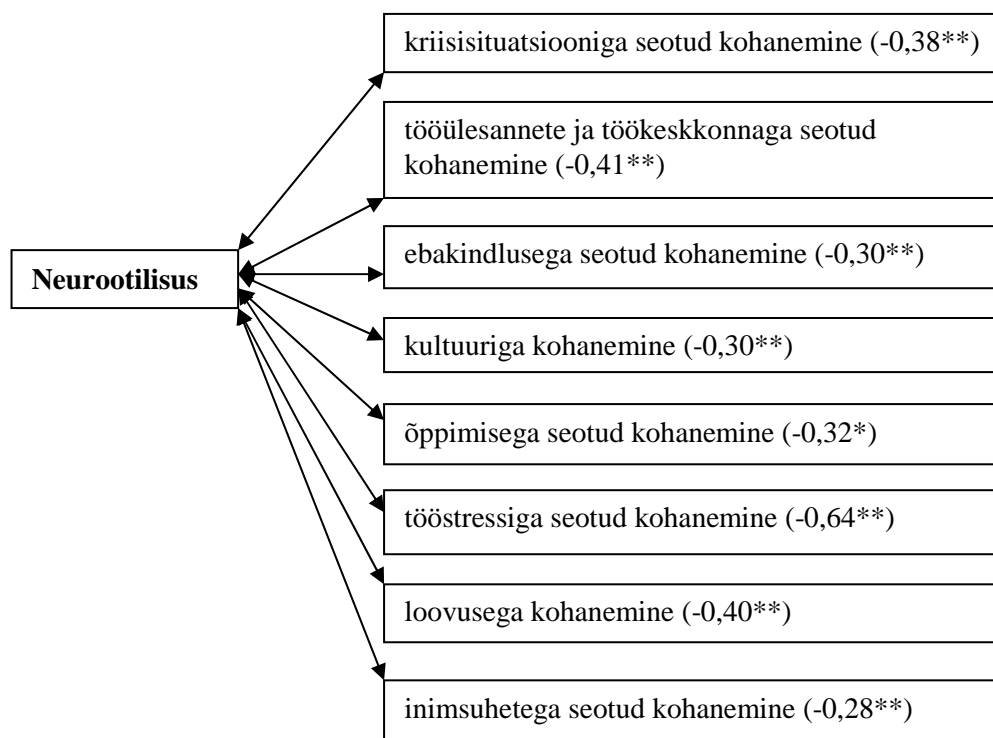 kriisisituatsiooniga seotud kohanemine (-0,38**)
tööülesannete ja töökeskkonnaga seotud
kohanemine (-0,41**)
ebakindlusega seotud kohanemine (-0,30**)
Neurootilisus
kultuuriga kohanemine (-0,30**)
õppimisega seotud kohanemine (-0,32*)
tööstressiga seotud kohanemine (-0,64**)
loovusega kohanemine (-0,40**)
inimsuhetega seotud kohanemine (-0,28**)